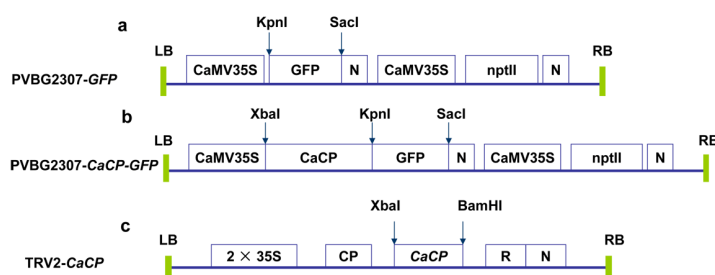 a
KpnI SacI
LB RB
PVBG2307-GFP CaMV35S GFP N CaMV35S nptII N
b
XbaI KpnI SacI
LB RB
PVBG2307-CaCP-GFP CaMV35S CaCP GFP N CaMV35S nptII N
c
XbaI BamHI
LB RB
TRV2-CaCP 2 × 35S CP CaCP R N